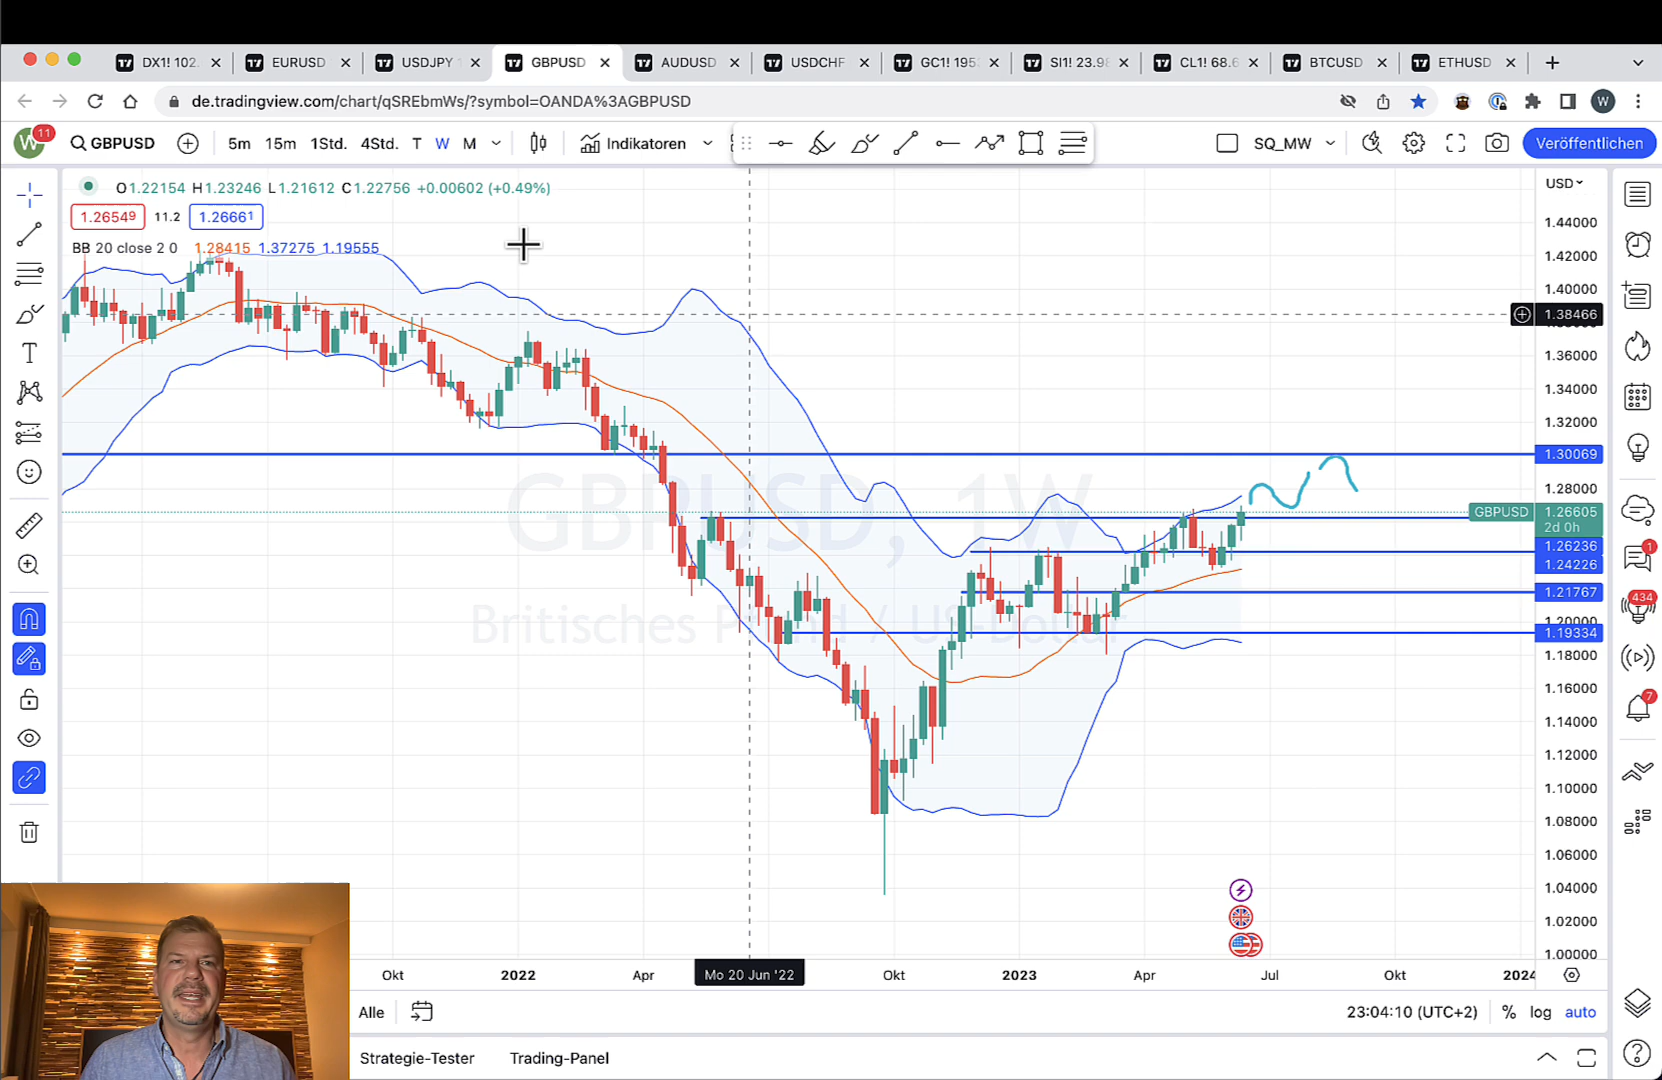 DX1! 102.
EURUSD
USDJPY 1
GBPUSD
AUDUSD
USDCHF
GC1! 195
SI1! 23.98
CL1! 68.6
BTCUSD
ETHUSD
de.tradingview.com/chart/qSREbmWs/?symbol=OANDA%3AGBPUSD
W
W
11
GBPUSD
5m
15m
1Std.
4Std.
T
W
M
Indikatoren
SQ_MW
Veröffentlichen
O1.22154 H1.23246 L1.21612 C1.22756 +0.00602 (+0.49%)
1.26549
11.2
1.26661
BB 20 close 2 0 1.28415 1.37275 1.19555
GBPUSD, 1W
Britisches Pfund / US-Dollar
USD
1.44000
1.42000
1.40000
1.38466
1.36000
1.34000
1.32000
1.30069
1.28000
GBPUSD
1.26605
2d 0h
1.26236
1.24226
1.21767
1.20000
1.19334
1.18000
1.16000
1.14000
1.12000
1.10000
1.08000
1.06000
1.04000
1.02000
1.00000
1
434
7
Okt
2022
Apr
Mo 20 Jun '22
Okt
2023
Apr
Jul
Okt
2024
Alle
23:04:10 (UTC+2)
%
log
auto
Strategie-Tester
Trading-Panel